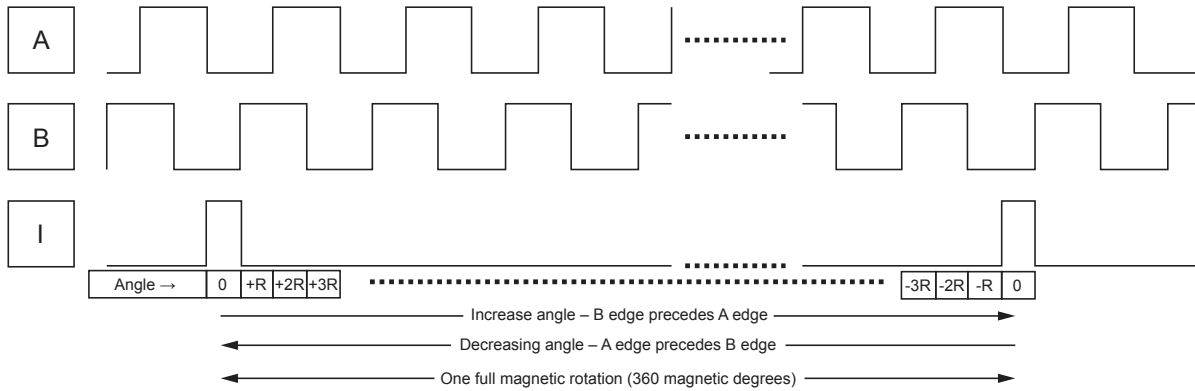 A
B
I
Angle → 0 +R +2R +3R -3R -2R -R 0
Increase angle – B edge precedes A edge
Decreasing angle – A edge precedes B edge
One full magnetic rotation (360 magnetic degrees)